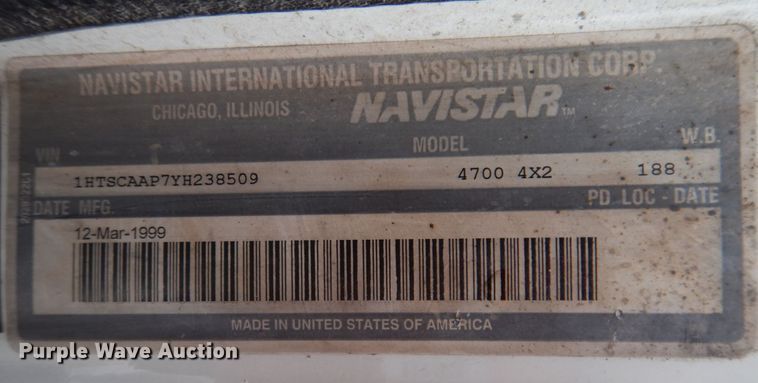 NAVISTAR INTERNATIONAL TRANSPORTATION CORP.
CHICAGO, ILLINOIS NAVISTAR™
VIN MODEL W.B.
1HTSCAAP7YH238509 4700 4X2 188
DATE MFG. PD LOC - DATE
12-Mar-1999
MADE IN UNITED STATES OF AMERICA
Purple Wave Auction